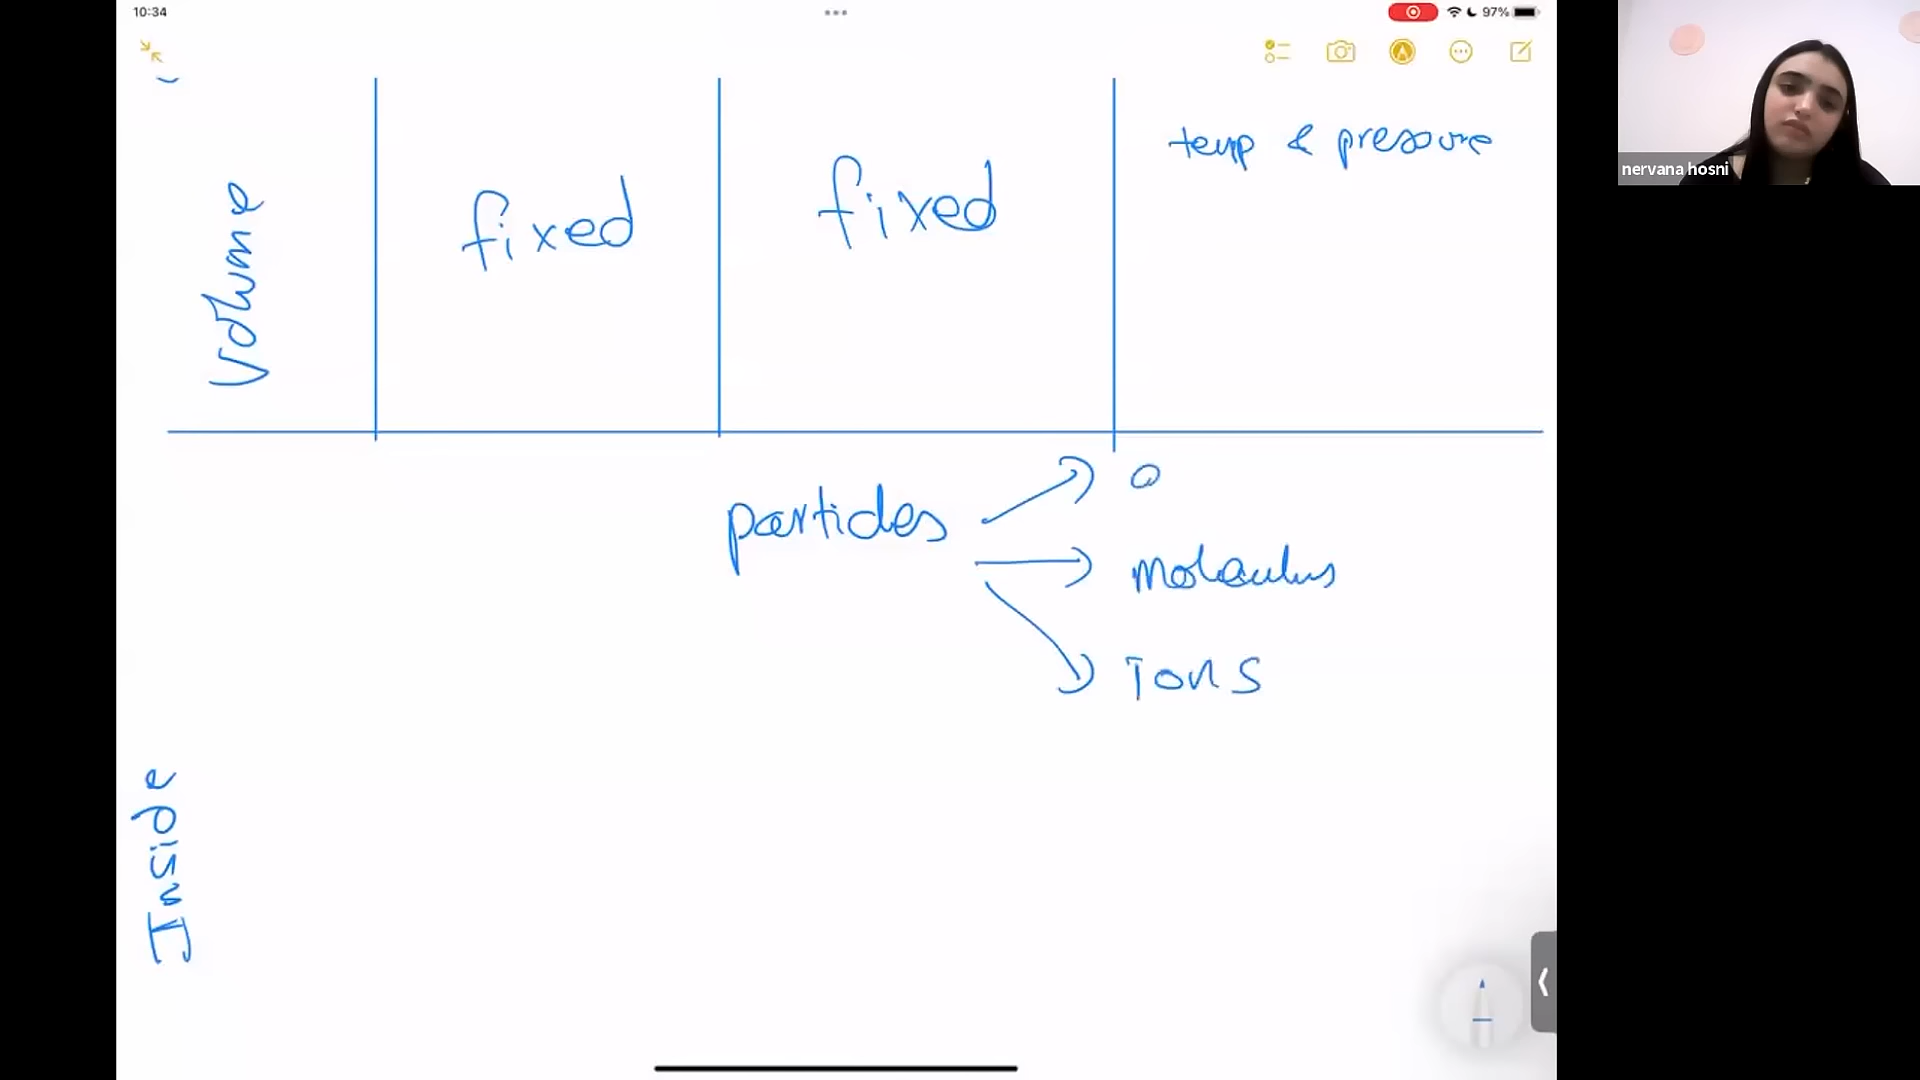 10:34
97%
temp & pressure
fixed
fixed
Volume
nervana hosni
particles
a
Molecules
Ions
Inside